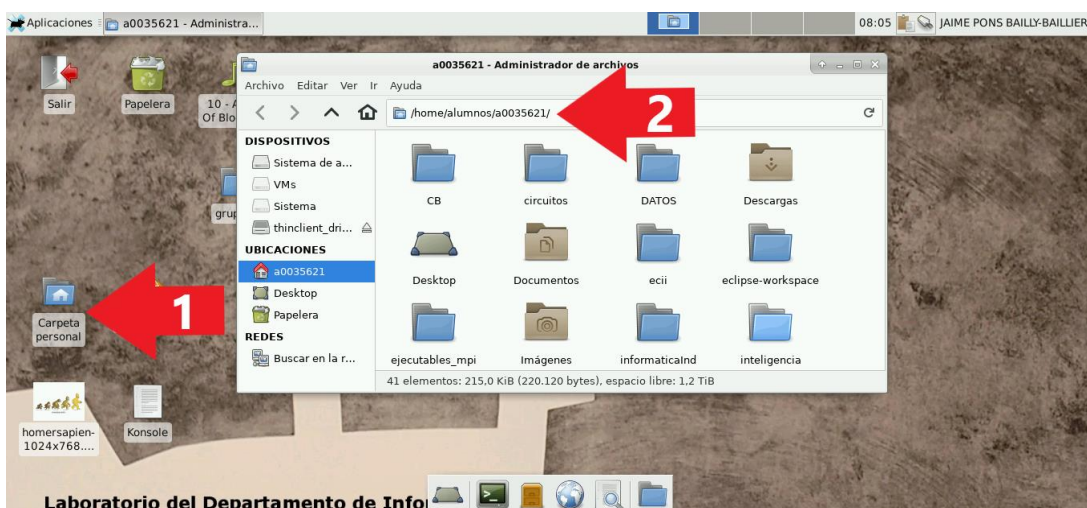 Aplicaciones
a0035621 - Administra...
08:05
JAIME PONS BAILLY-BAILLIER
Salir
Papelera
10 -
Of Blo
grup
Carpeta
personal
homersapien-
1024x768....
Konsole
a0035621 - Administrador de archivos
Archivo Editar Ver Ir Ayuda
/home/alumnos/a0035621/
DISPOSITIVOS
Sistema de a...
VMs
Sistema
thinclient_dri...
UBICACIONES
a0035621
Desktop
Papelera
REDES
Buscar en la r...
CB circuitos DATOS Descargas
Desktop Documentos ecii eclipse-workspace
ejecutables_mpi Imágenes informaticaInd inteligencia
41 elementos: 215,0 KiB (220.120 bytes), espacio libre: 1,2 TiB
1
2
Laboratorio del Departamento de Infor